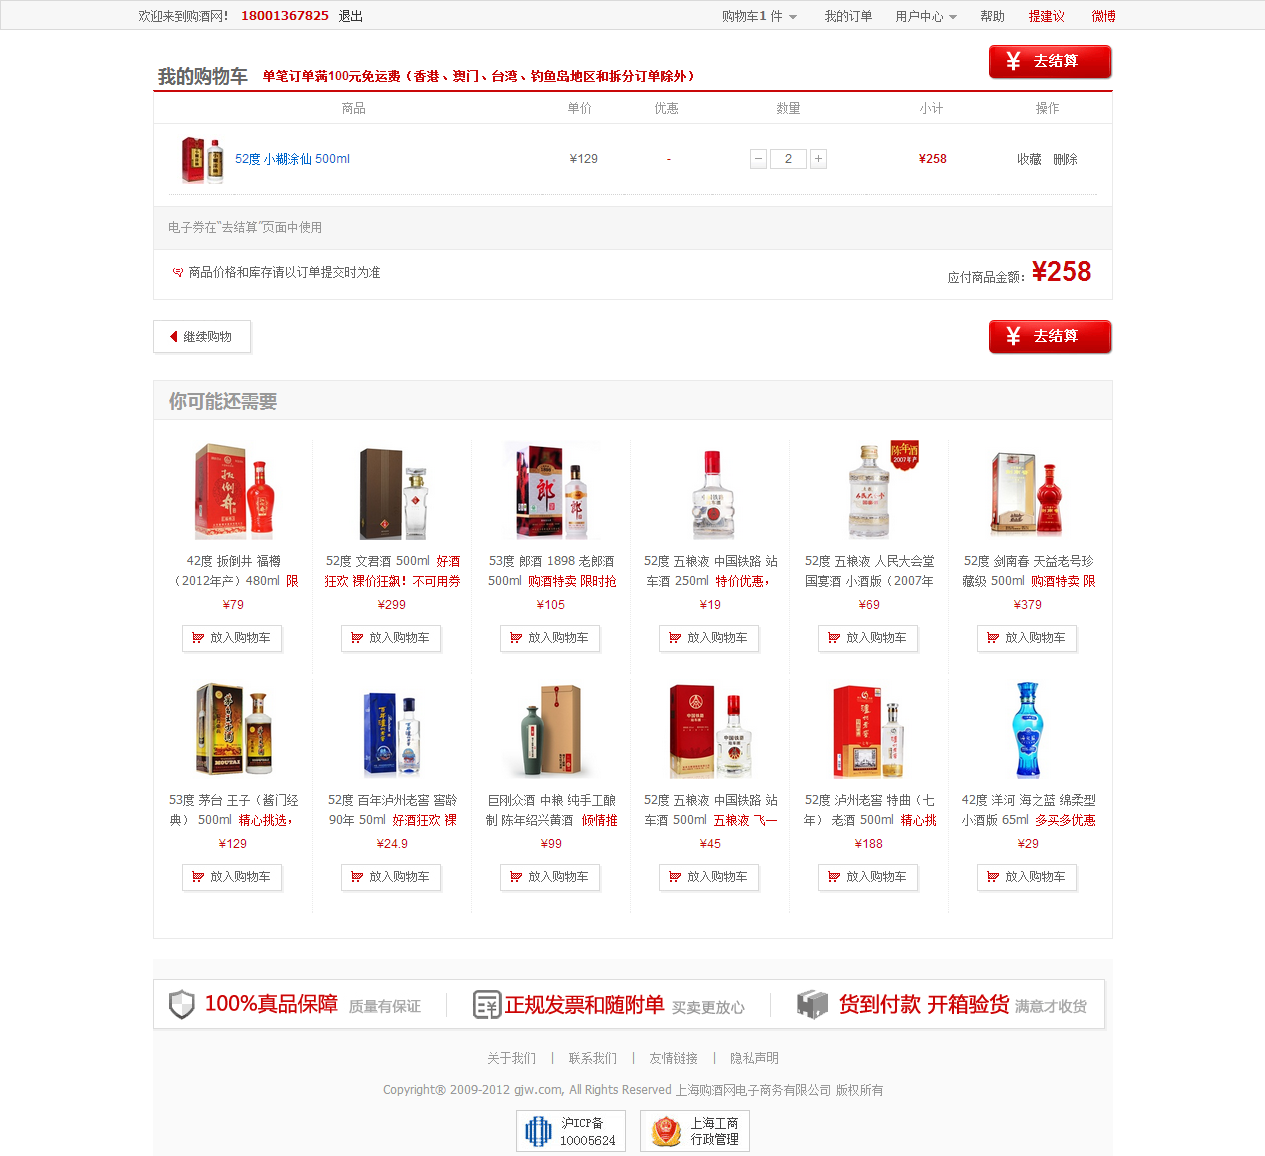 欢迎来到购酒网！ 18001367825 退出 购物车1 件 我的订单 用户中心 帮助 提建议 微博
我的购物车 单笔订单满100元免运费（香港、澳门、台湾、钓鱼岛地区和拆分订单除外） ¥ 去结算
商品 单价 优惠 数量 小计 操作
52度 小糊涂仙 500ml ¥129 - − 2 + ¥258 收藏 删除
电子券在“去结算”页面中使用
商品价格和库存请以订单提交时为准 应付商品金额：¥258
继续购物 ¥ 去结算
你可能还需要
42度 扳倒井 福樽
（2012年产）480ml 限
¥79
放入购物车
52度 文君酒 500ml 好酒
狂欢 裸价狂飙！不可用券
¥299
放入购物车
53度 郎酒 1898 老郎酒
500ml 购酒特卖 限时抢
¥105
放入购物车
52度 五粮液 中国铁路 站
车酒 250ml 特价优惠，
¥19
放入购物车
陈年酒
2007年产
52度 五粮液 人民大会堂
国宴酒 小酒版（2007年
¥69
放入购物车
52度 剑南春 天益老号珍
藏级 500ml 购酒特卖 限
¥379
放入购物车
53度 茅台 王子（酱门经
典） 500ml 精心挑选，
¥129
放入购物车
52度 百年泸州老窖 窖龄
90年 50ml 好酒狂欢 裸
¥24.9
放入购物车
巨刚众酒 中粮 纯手工酿
制 陈年绍兴黄酒 倾情推
¥99
放入购物车
52度 五粮液 中国铁路 站
车酒 500ml 五粮液 飞一
¥45
放入购物车
52度 泸州老窖 特曲（七
年） 老酒 500ml 精心挑
¥188
放入购物车
42度 洋河 海之蓝 绵柔型
小酒版 65ml 多买多优惠
¥29
放入购物车
100%真品保障 质量有保证 正规发票和随附单 买卖更放心 货到付款 开箱验货 满意才收货
关于我们 | 联系我们 | 友情链接 | 隐私声明
Copyright® 2009-2012 gjw.com, All Rights Reserved 上海购酒网电子商务有限公司 版权所有
沪ICP备
10005624
上海工商
行政管理